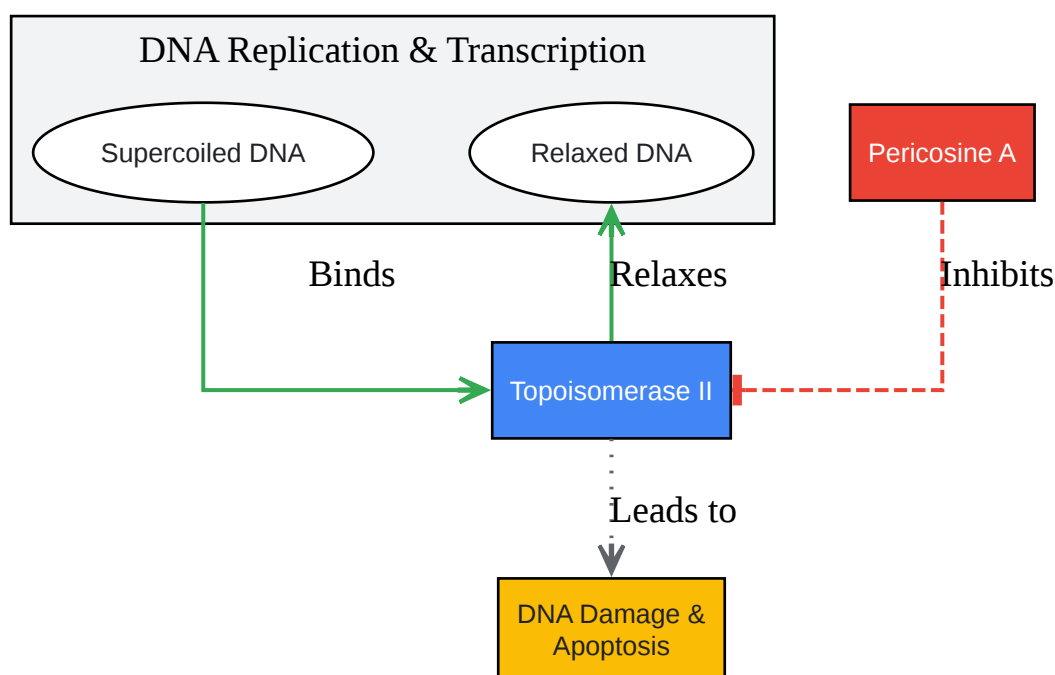 DNA Replication & Transcription
Supercoiled DNA
Relaxed DNA
Pericosine A
Binds
Relaxes
Inhibits
Topoisomerase II
Leads to
DNA Damage &
Apoptosis